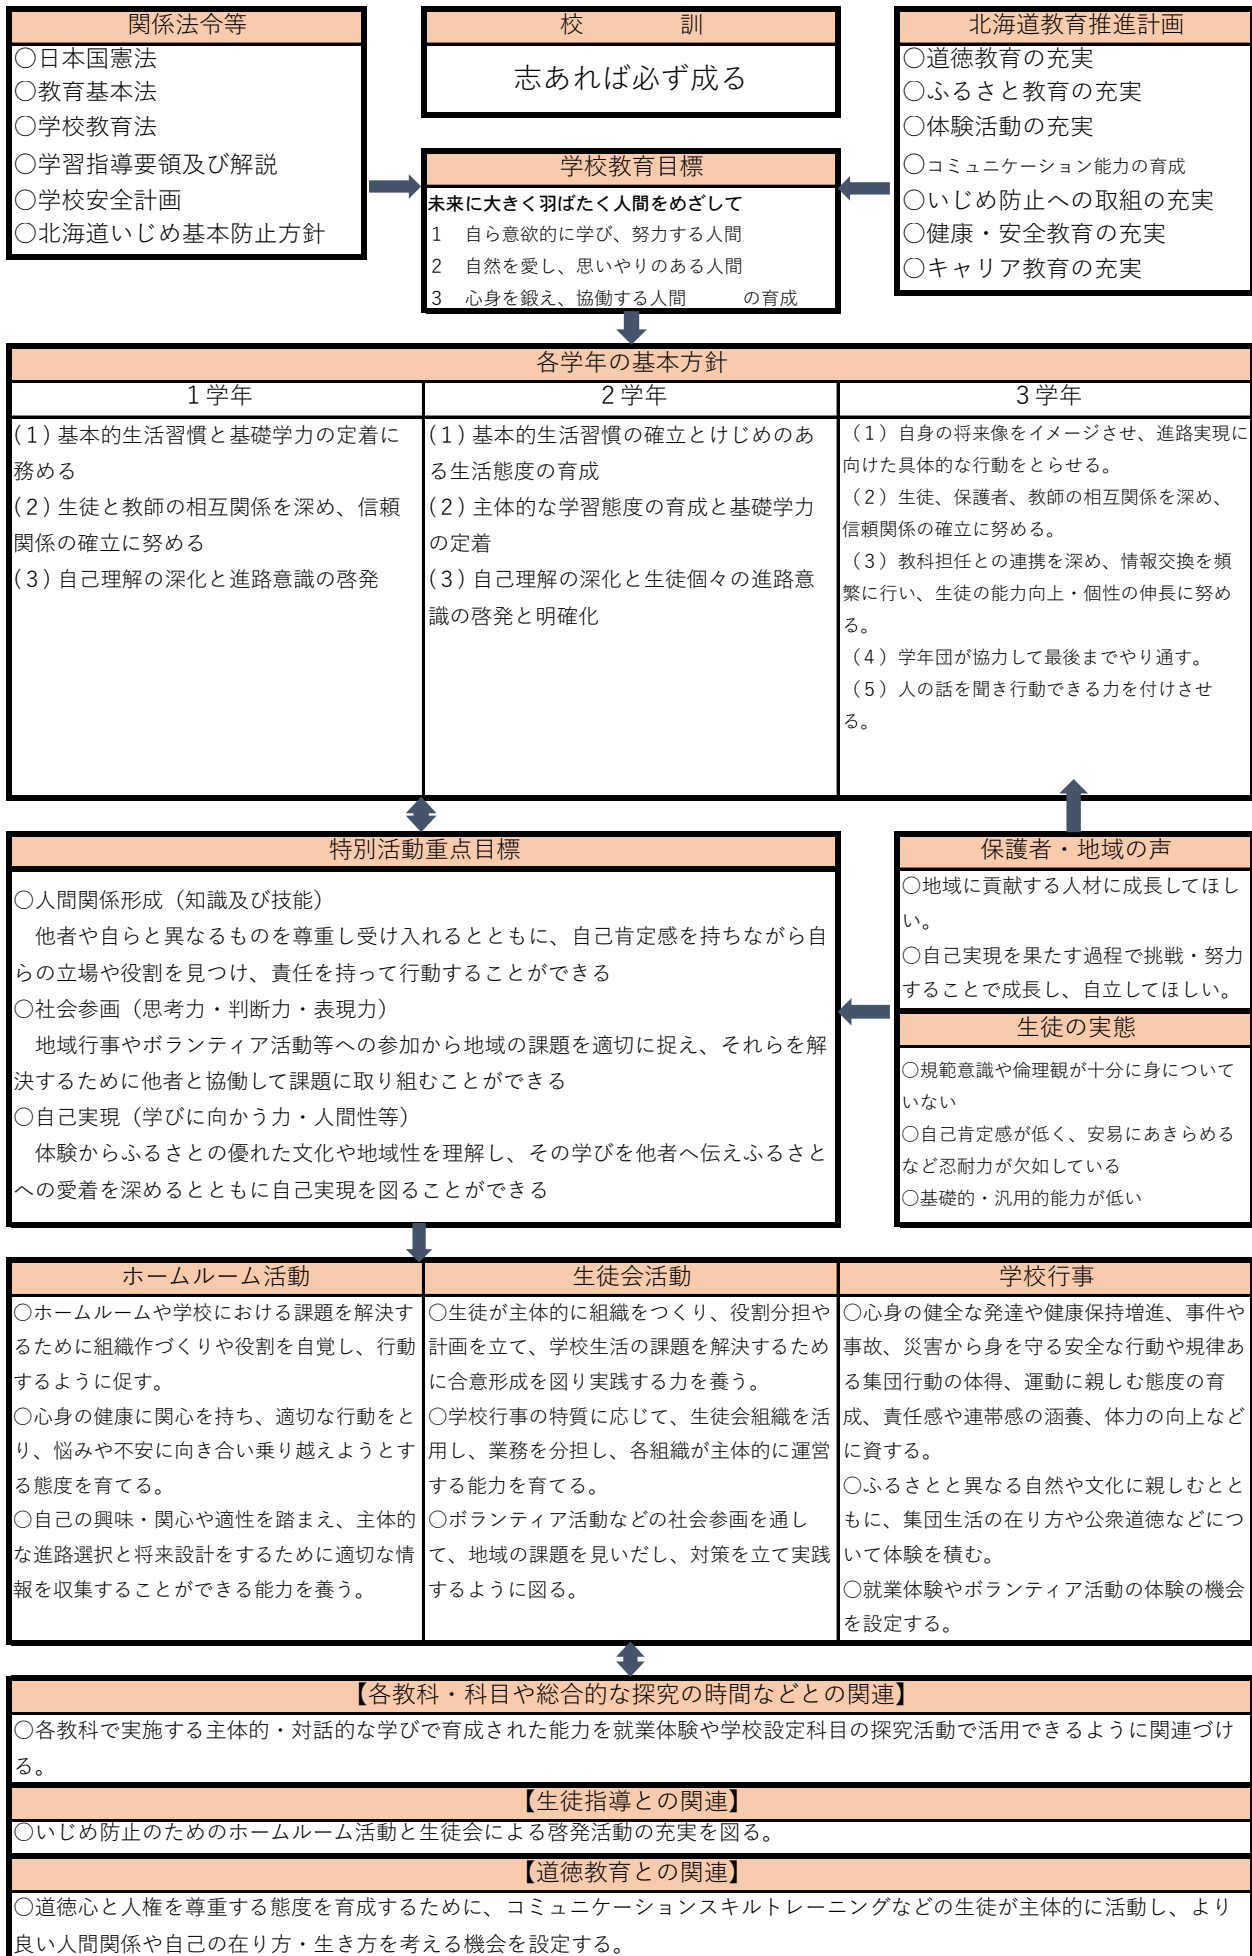 関係法令等
○日本国憲法
○教育基本法
○学校教育法
○学習指導要領及び解説
○学校安全計画
○北海道いじめ基本防止方針
校　　　訓
志あれば必ず成る
学校教育目標
未来に大きく羽ばたく人間をめざして
1　自ら意欲的に学び、努力する人間
2　自然を愛し、思いやりのある人間
3　心身を鍛え、協働する人間　　の育成
北海道教育推進計画
○道徳教育の充実
○ふるさと教育の充実
○体験活動の充実
○コミュニケーション能力の育成
○いじめ防止への取組の充実
○健康・安全教育の充実
○キャリア教育の充実
各学年の基本方針
1学年
(1)基本的生活習慣と基礎学力の定着に
務める
(2)生徒と教師の相互関係を深め、信頼
関係の確立に努める
(3)自己理解の深化と進路意識の啓発
2学年
(1)基本的生活習慣の確立とけじめのあ
る生活態度の育成
(2)主体的な学習態度の育成と基礎学力
の定着
(3)自己理解の深化と生徒個々の進路意
識の啓発と明確化
3学年
（1）自身の将来像をイメージさせ、進路実現に
向けた具体的な行動をとらせる。
（2）生徒、保護者、教師の相互関係を深め、
信頼関係の確立に努める。
（3）教科担任との連携を深め、情報交換を頻
繁に行い、生徒の能力向上・個性の伸長に努め
る。
（4）学年団が協力して最後までやり通す。
（5）人の話を聞き行動できる力を付けさせ
る。
特別活動重点目標
○人間関係形成（知識及び技能）
　他者や自らと異なるものを尊重し受け入れるとともに、自己肯定感を持ちながら自
らの立場や役割を見つけ、責任を持って行動することができる
○社会参画（思考力・判断力・表現力）
　地域行事やボランティア活動等への参加から地域の課題を適切に捉え、それらを解
決するために他者と協働して課題に取り組むことができる
○自己実現（学びに向かう力・人間性等）
　体験からふるさとの優れた文化や地域性を理解し、その学びを他者へ伝えふるさと
への愛着を深めるとともに自己実現を図ることができる
保護者・地域の声
○地域に貢献する人材に成長してほし
い。
○自己実現を果たす過程で挑戦・努力
することで成長し、自立してほしい。
生徒の実態
○規範意識や倫理観が十分に身について
いない
○自己肯定感が低く、安易にあきらめる
など忍耐力が欠如している
○基礎的・汎用的能力が低い
ホームルーム活動
○ホームルームや学校における課題を解決す
るために組織作づくりや役割を自覚し、行動
するように促す。
○心身の健康に関心を持ち、適切な行動をと
り、悩みや不安に向き合い乗り越えようとす
る態度を育てる。
○自己の興味・関心や適性を踏まえ、主体的
な進路選択と将来設計をするために適切な情
報を収集することができる能力を養う。
生徒会活動
○生徒が主体的に組織をつくり、役割分担や
計画を立て、学校生活の課題を解決するため
に合意形成を図り実践する力を養う。
○学校行事の特質に応じて、生徒会組織を活
用し、業務を分担し、各組織が主体的に運営
する能力を育てる。
○ボランティア活動などの社会参画を通し
て、地域の課題を見いだし、対策を立て実践
するように図る。
学校行事
○心身の健全な発達や健康保持増進、事件や
事故、災害から身を守る安全な行動や規律あ
る集団行動の体得、運動に親しむ態度の育
成、責任感や連帯感の涵養、体力の向上など
に資する。
○ふるさとと異なる自然や文化に親しむとと
もに、集団生活の在り方や公衆道徳などにつ
いて体験を積む。
○就業体験やボランティア活動の体験の機会
を設定する。
【各教科・科目や総合的な探究の時間などとの関連】
○各教科で実施する主体的・対話的な学びで育成された能力を就業体験や学校設定科目の探究活動で活用できるように関連づけ
る。
【生徒指導との関連】
○いじめ防止のためのホームルーム活動と生徒会による啓発活動の充実を図る。
【道徳教育との関連】
○道徳心と人権を尊重する態度を育成するために、コミュニケーションスキルトレーニングなどの生徒が主体的に活動し、より
良い人間関係や自己の在り方・生き方を考える機会を設定する。